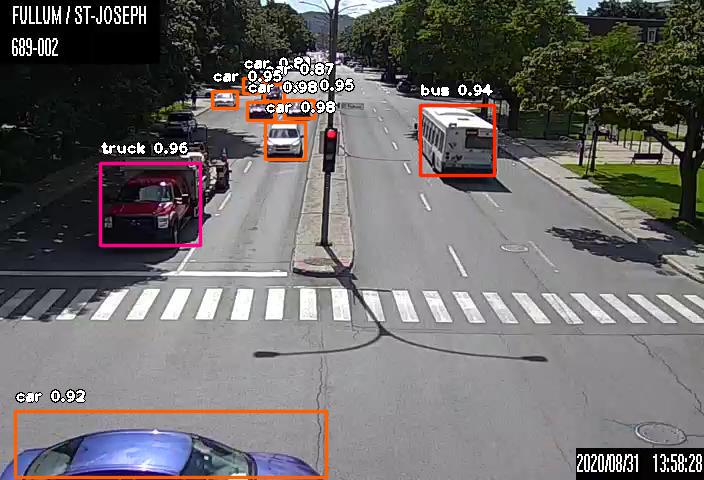 FULLUM / ST-JOSEPH
689-002
car 0.87
car 0.95
car 0.98
0.95
car 0.98
bus 0.94
truck 0.96
car 0.92
2020/08/31 13:58:28